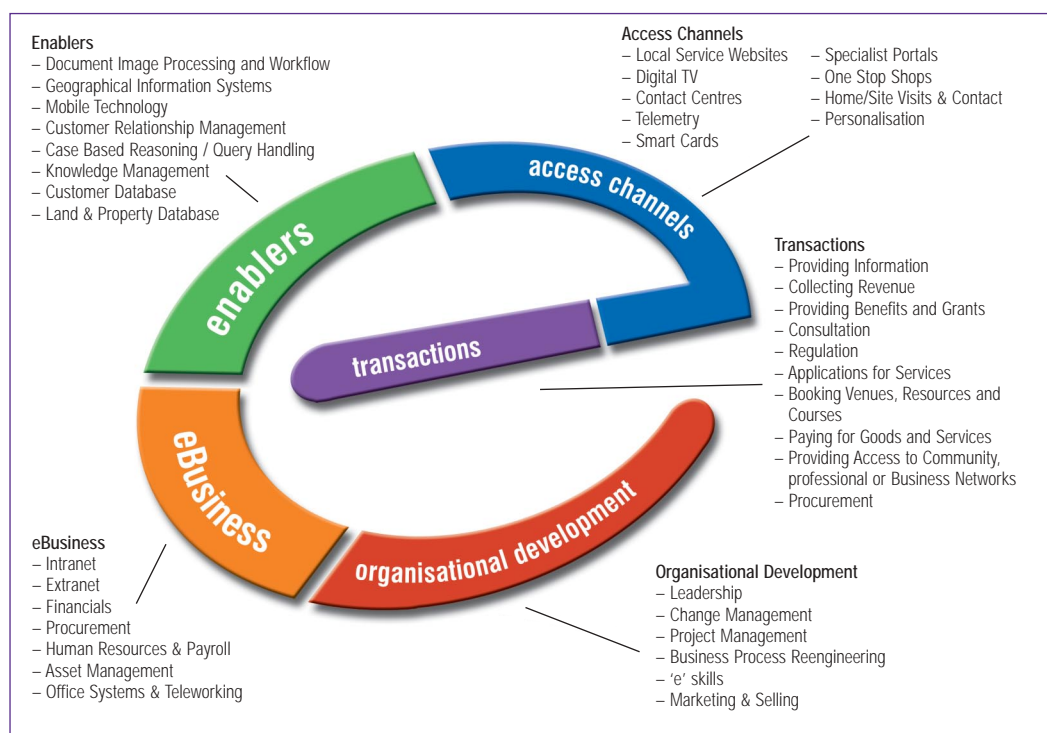 Enablers
– Document Image Processing and Workflow
– Geographical Information Systems
– Mobile Technology
– Customer Relationship Management
– Case Based Reasoning / Query Handling
– Knowledge Management
– Customer Database
– Land & Property Database
Access Channels
– Local Service Websites
– Digital TV
– Contact Centres
– Telemetry
– Smart Cards
– Specialist Portals
– One Stop Shops
– Home/Site Visits & Contact
– Personalisation
access channels
enablers
transactions
Transactions
– Providing Information
– Collecting Revenue
– Providing Benefits and Grants
– Consultation
– Regulation
– Applications for Services
– Booking Venues, Resources and
Courses
– Paying for Goods and Services
– Providing Access to Community,
professional or Business Networks
– Procurement
eBusiness
organisational development
eBusiness
– Intranet
– Extranet
– Financials
– Procurement
– Human Resources & Payroll
– Asset Management
– Office Systems & Teleworking
Organisational Development
– Leadership
– Change Management
– Project Management
– Business Process Reengineering
– ‘e’ skills
– Marketing & Selling